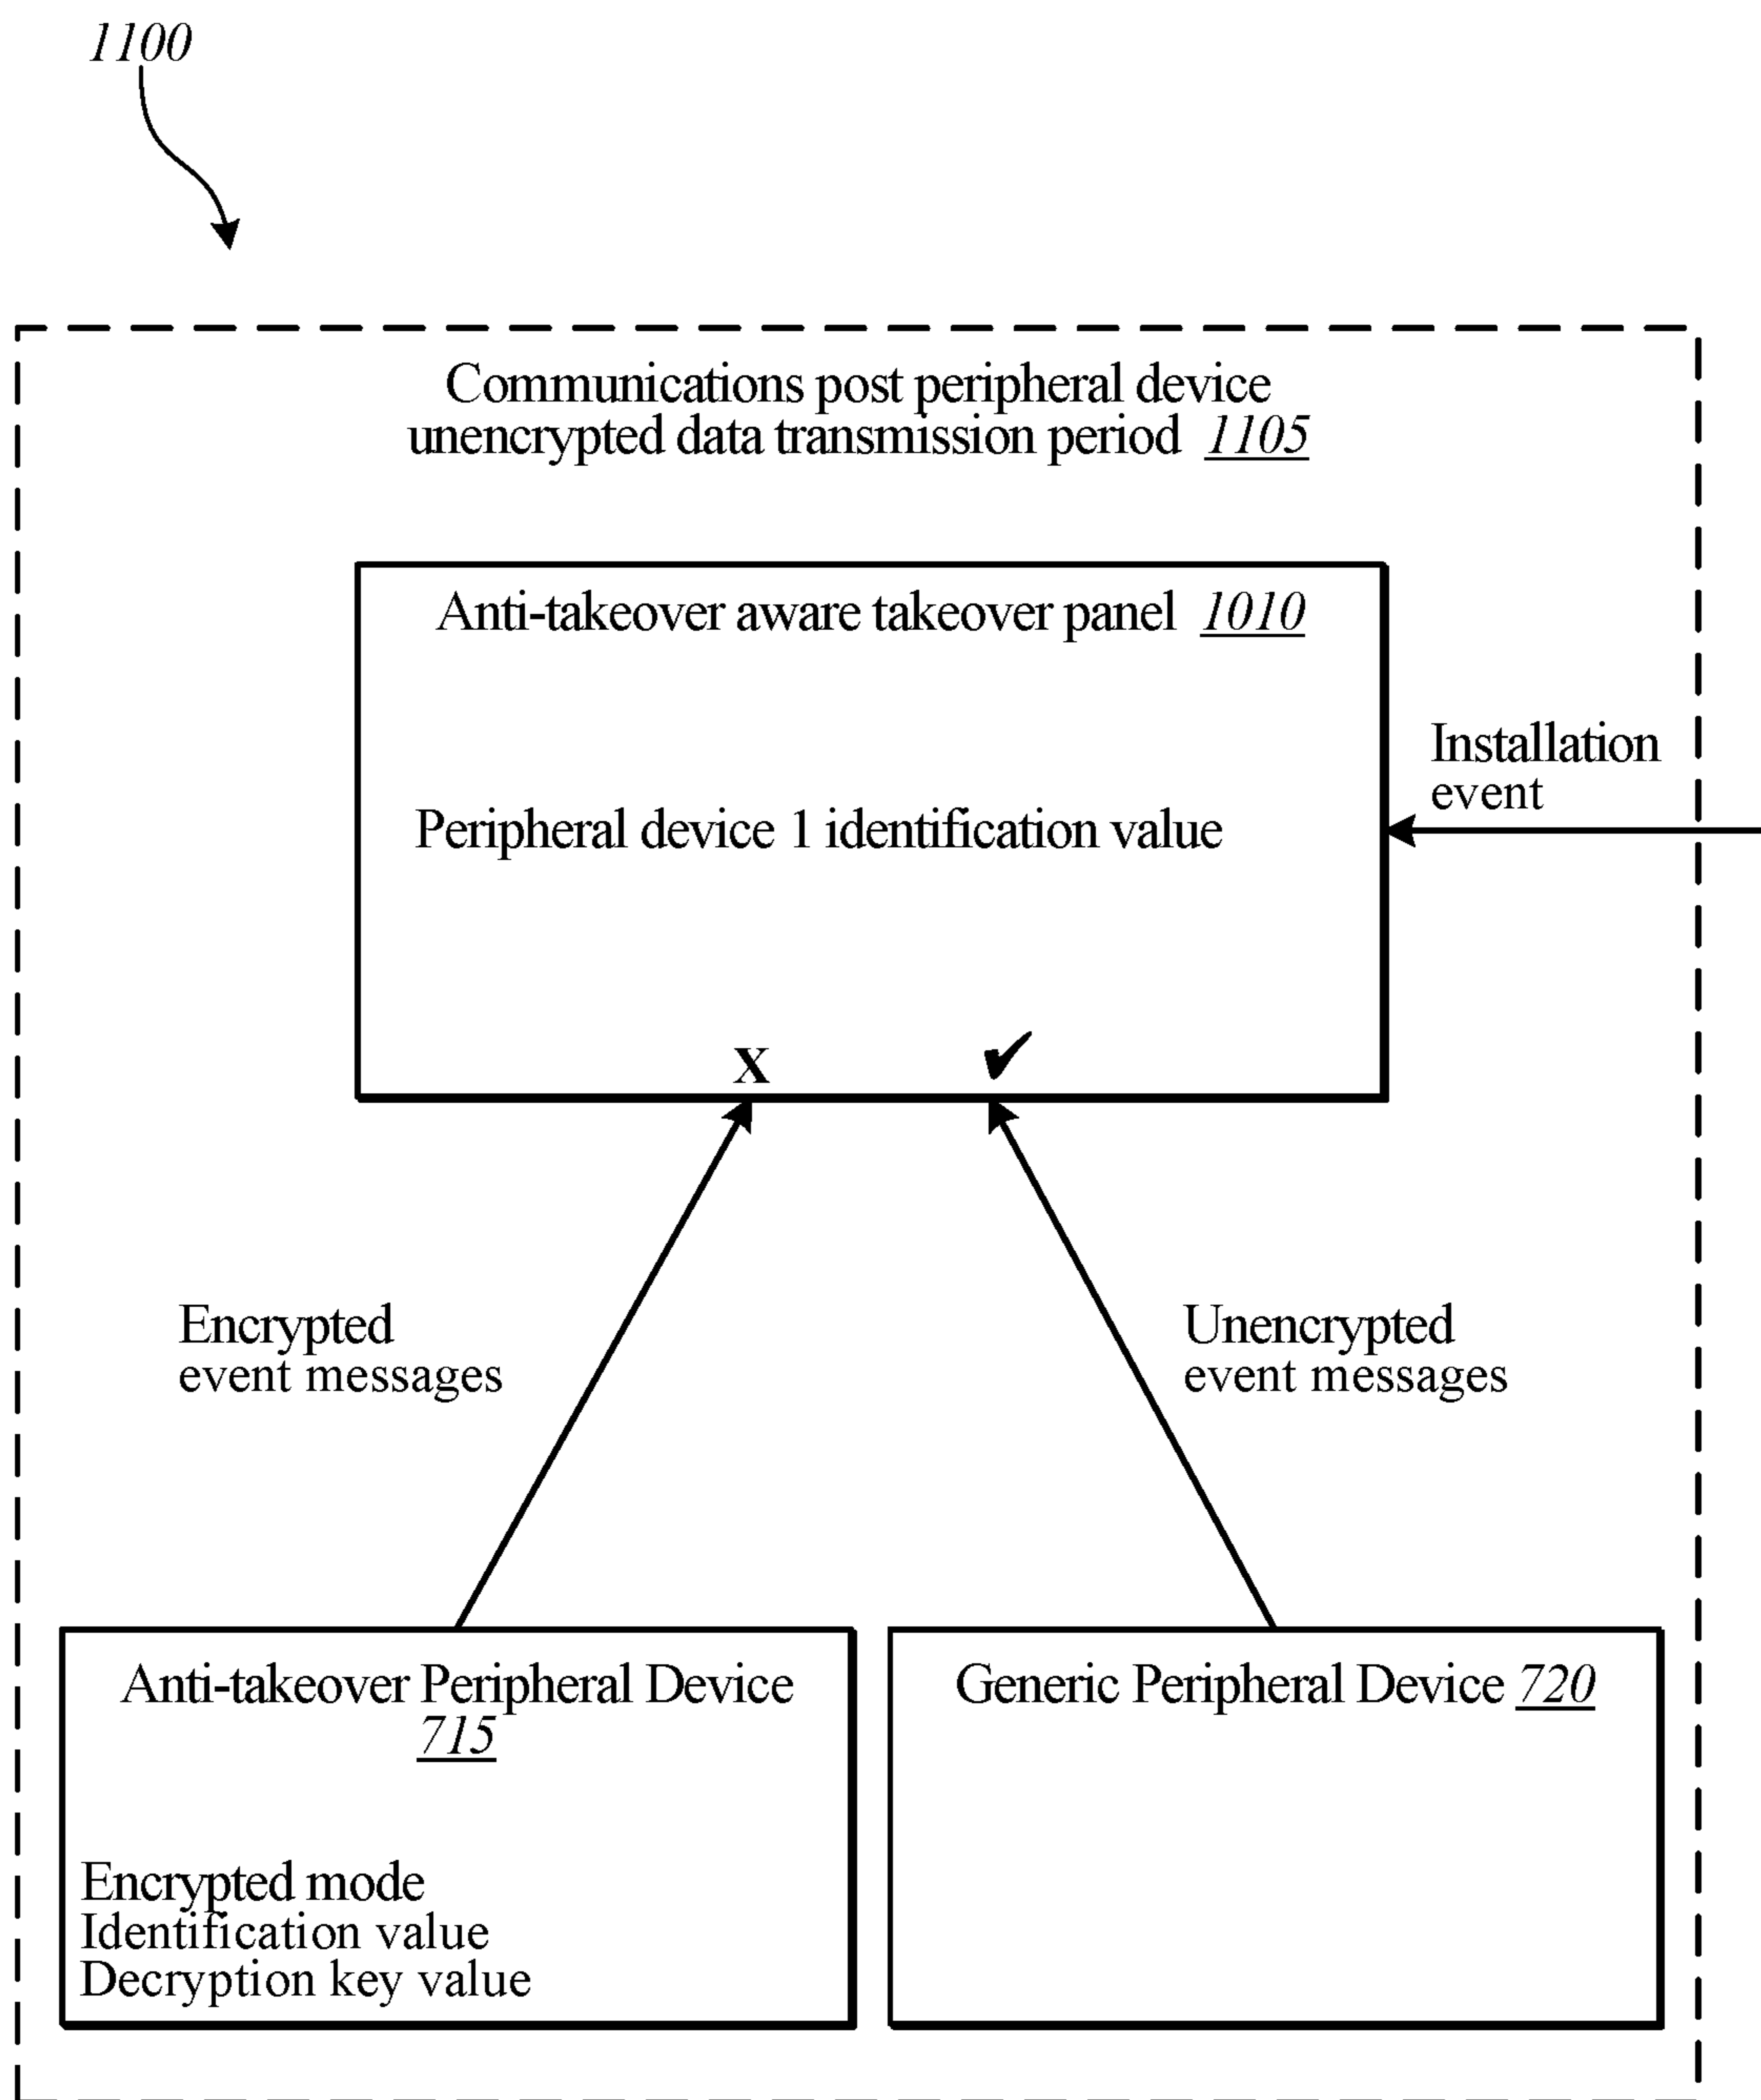 1100
Communications post peripheral device
unencrypted data transmission period 1105
Anti-takeover aware takeover panel 1010
Installation
event
Peripheral device 1 identification value
X
Encrypted
event messages
Unencrypted
event messages
Anti-takeover Peripheral Device
715
Generic Peripheral Device 720
Encrypted mode
Identification value
Decryption key value